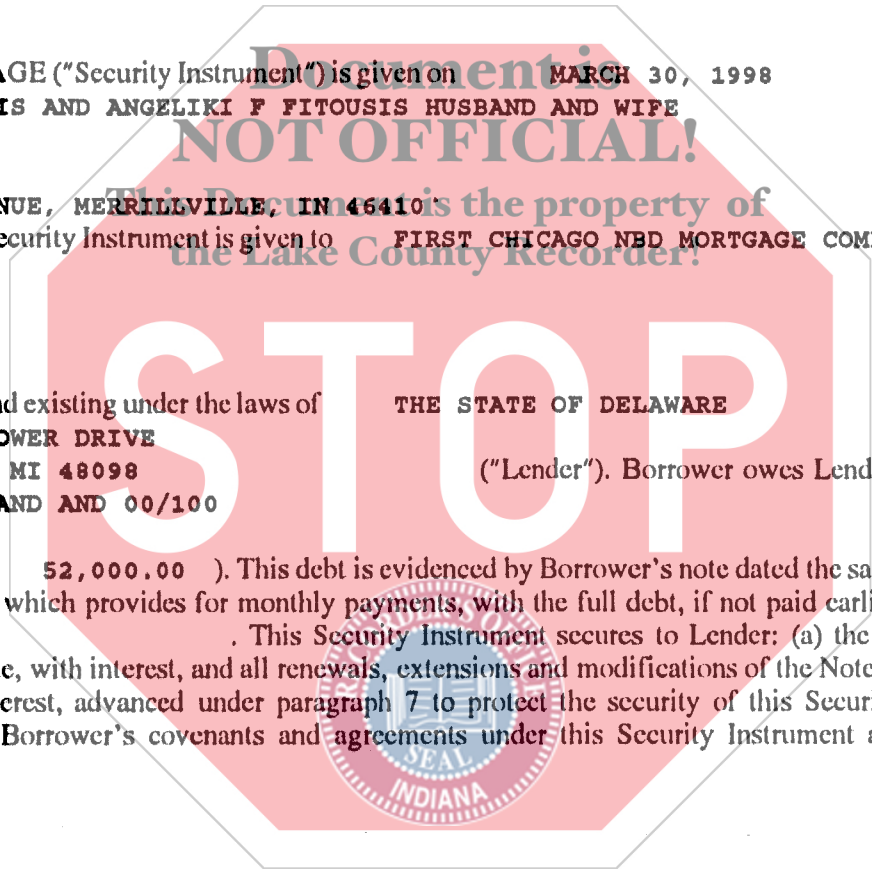 Document is
AGE ("Security Instrument") is given on MARCH 30, 1998
IS AND ANGELIKI F FITOUSIS HUSBAND AND WIFE
NOT OFFICIAL!
NUE, MERRILLVILLE, IN 46410
This Document is the property of
ecurity Instrument is given to FIRST CHICAGO NBD MORTGAGE COM
the Lake County Recorder!
STOP
d existing under the laws of THE STATE OF DELAWARE
OWER DRIVE
MI 48098 ("Lender"). Borrower owes Lend
AND AND 00/100
52,000.00 ). This debt is evidenced by Borrower's note dated the sa
which provides for monthly payments, with the full debt, if not paid earli
. This Security Instrument secures to Lender: (a) the
e, with interest, and all renewals, extensions and modifications of the Note
erest, advanced under paragraph 7 to protect the security of this Securi
Borrower's covenants and agreements under this Security Instrument a
RECORDERS OFFICE
SEAL
INDIANA